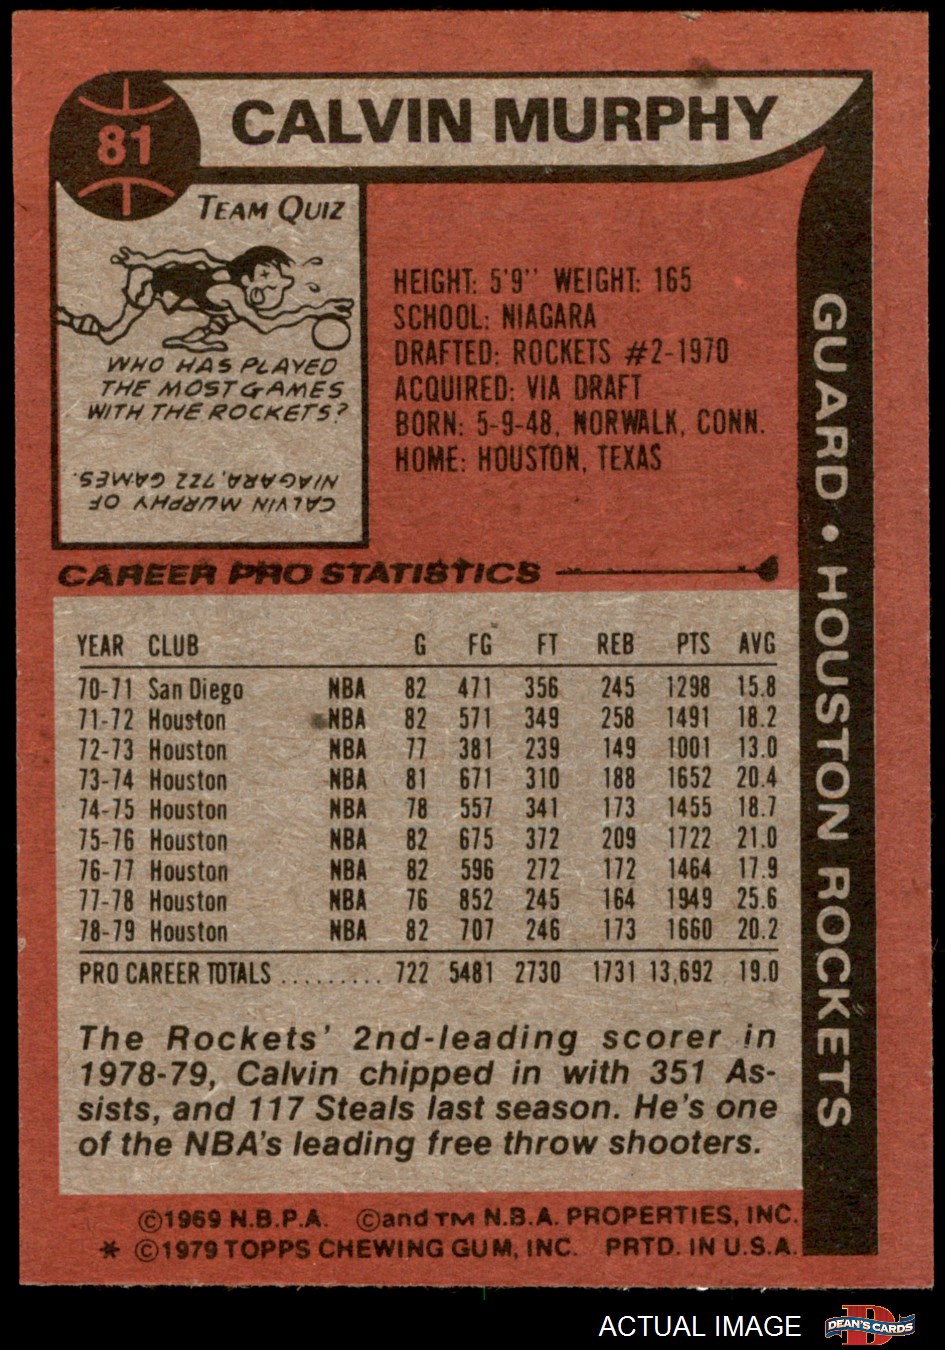 81
CALVIN MURPHY
TEAM QUIZ
WHO HAS PLAYED
THE MOST GAMES
WITH THE ROCKETS?
CALVIN MURPHY OF
NIAGARA, 722 GAMES.
HEIGHT: 5'9'' WEIGHT: 165
SCHOOL: NIAGARA
DRAFTED: ROCKETS #2-1970
ACQUIRED: VIA DRAFT
BORN: 5-9-48, NORWALK, CONN.
HOME: HOUSTON, TEXAS
GUARD • HOUSTON ROCKETS
CAREER PRO STATISTICS
YEAR CLUB G FG FT REB PTS AVG
70-71 San Diego NBA 82 471 356 245 1298 15.8
71-72 Houston NBA 82 571 349 258 1491 18.2
72-73 Houston NBA 77 381 239 149 1001 13.0
73-74 Houston NBA 81 671 310 188 1652 20.4
74-75 Houston NBA 78 557 341 173 1455 18.7
75-76 Houston NBA 82 675 372 209 1722 21.0
76-77 Houston NBA 82 596 272 172 1464 17.9
77-78 Houston NBA 76 852 245 164 1949 25.6
78-79 Houston NBA 82 707 246 173 1660 20.2
PRO CAREER TOTALS ......... 722 5481 2730 1731 13,692 19.0
The Rockets' 2nd-leading scorer in
1978-79, Calvin chipped in with 351 As-
sists, and 117 Steals last season. He's one
of the NBA's leading free throw shooters.
©1969 N.B.P.A. ©and TM N.B.A. PROPERTIES, INC.
* ©1979 TOPPS CHEWING GUM, INC. PRTD. IN U.S.A.
ACTUAL IMAGE
DEAN'S CARDS